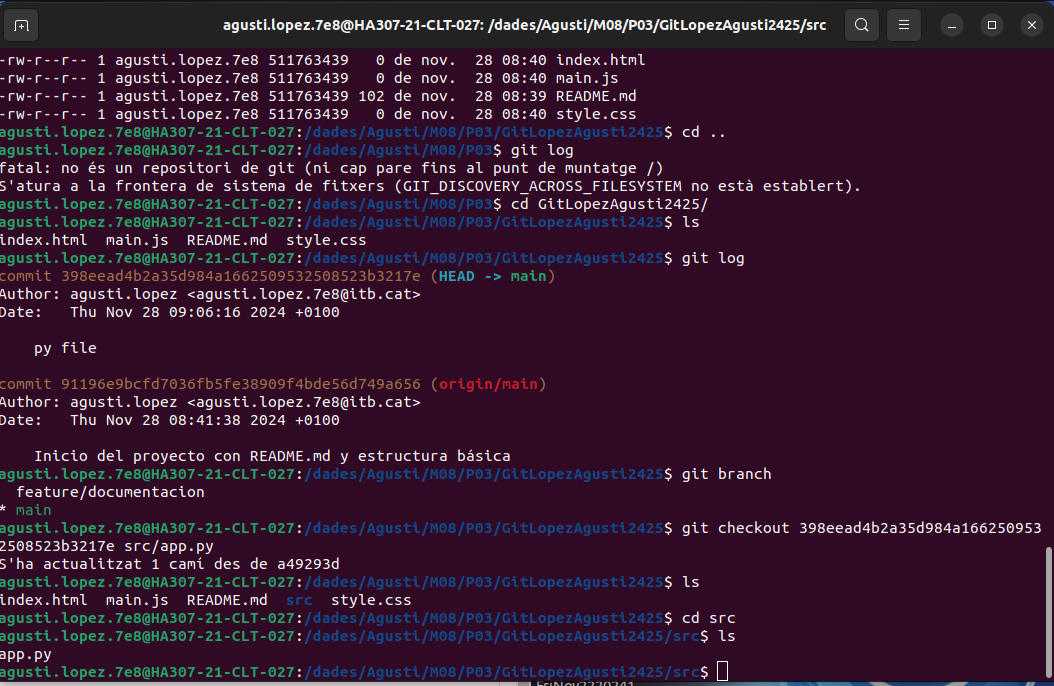 agusti.lopez.7e8@HA307-21-CLT-027: /dades/Agusti/M08/P03/GitLopezAgusti2425/src
-rw-r--r-- 1 agusti.lopez.7e8 511763439   0 de nov.  28 08:40 index.html
-rw-r--r-- 1 agusti.lopez.7e8 511763439   0 de nov.  28 08:40 main.js
-rw-r--r-- 1 agusti.lopez.7e8 511763439 102 de nov.  28 08:39 README.md
-rw-r--r-- 1 agusti.lopez.7e8 511763439   0 de nov.  28 08:40 style.css
agusti.lopez.7e8@HA307-21-CLT-027:/dades/Agusti/M08/P03/GitLopezAgusti2425$ cd ..
agusti.lopez.7e8@HA307-21-CLT-027:/dades/Agusti/M08/P03$ git log
fatal: no és un repositori de git (ni cap pare fins al punt de muntatge /)
S'atura a la frontera de sistema de fitxers (GIT_DISCOVERY_ACROSS_FILESYSTEM no està establert).
agusti.lopez.7e8@HA307-21-CLT-027:/dades/Agusti/M08/P03$ cd GitLopezAgusti2425/
agusti.lopez.7e8@HA307-21-CLT-027:/dades/Agusti/M08/P03/GitLopezAgusti2425$ ls
index.html  main.js  README.md  style.css
agusti.lopez.7e8@HA307-21-CLT-027:/dades/Agusti/M08/P03/GitLopezAgusti2425$ git log
commit 398eead4b2a35d984a1662509532508523b3217e (HEAD -> main)
Author: agusti.lopez <agusti.lopez.7e8@itb.cat>
Date:   Thu Nov 28 09:06:16 2024 +0100
    py file
commit 91196e9bcfd7036fb5fe38909f4bde56d749a656 (origin/main)
Author: agusti.lopez <agusti.lopez.7e8@itb.cat>
Date:   Thu Nov 28 08:41:38 2024 +0100
    Inicio del proyecto con README.md y estructura básica
agusti.lopez.7e8@HA307-21-CLT-027:/dades/Agusti/M08/P03/GitLopezAgusti2425$ git branch
  feature/documentacion
* main
agusti.lopez.7e8@HA307-21-CLT-027:/dades/Agusti/M08/P03/GitLopezAgusti2425$ git checkout 398eead4b2a35d984a166250953
2508523b3217e src/app.py
S'ha actualitzat 1 camí des de a49293d
agusti.lopez.7e8@HA307-21-CLT-027:/dades/Agusti/M08/P03/GitLopezAgusti2425$ ls
index.html  main.js  README.md  src  style.css
agusti.lopez.7e8@HA307-21-CLT-027:/dades/Agusti/M08/P03/GitLopezAgusti2425$ cd src
agusti.lopez.7e8@HA307-21-CLT-027:/dades/Agusti/M08/P03/GitLopezAgusti2425/src$ ls
app.py
agusti.lopez.7e8@HA307-21-CLT-027:/dades/Agusti/M08/P03/GitLopezAgusti2425/src$